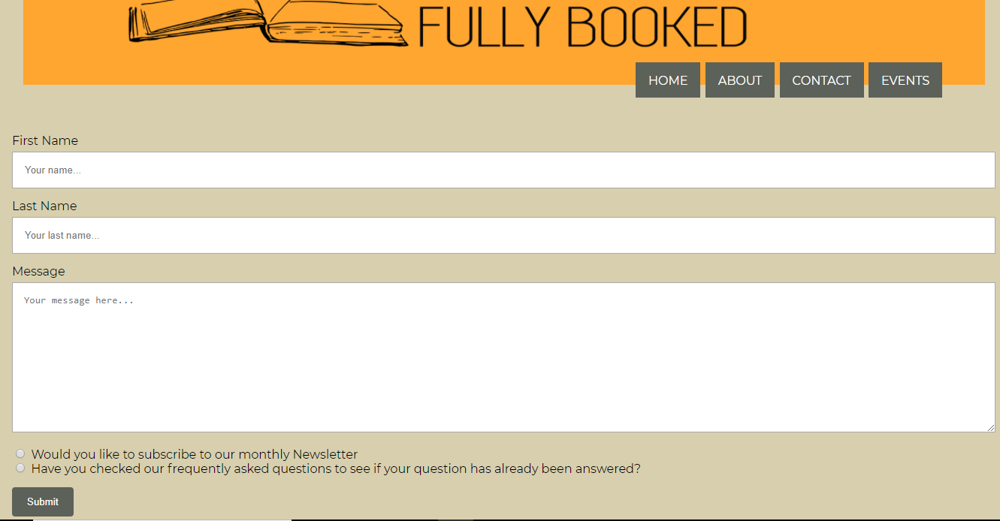 FULLY BOOKED
HOME ABOUT CONTACT EVENTS
First Name
Your name...
Last Name
Your last name...
Message
Your message here...
Would you like to subscribe to our monthly Newsletter
Have you checked our frequently asked questions to see if your question has already been answered?
Submit